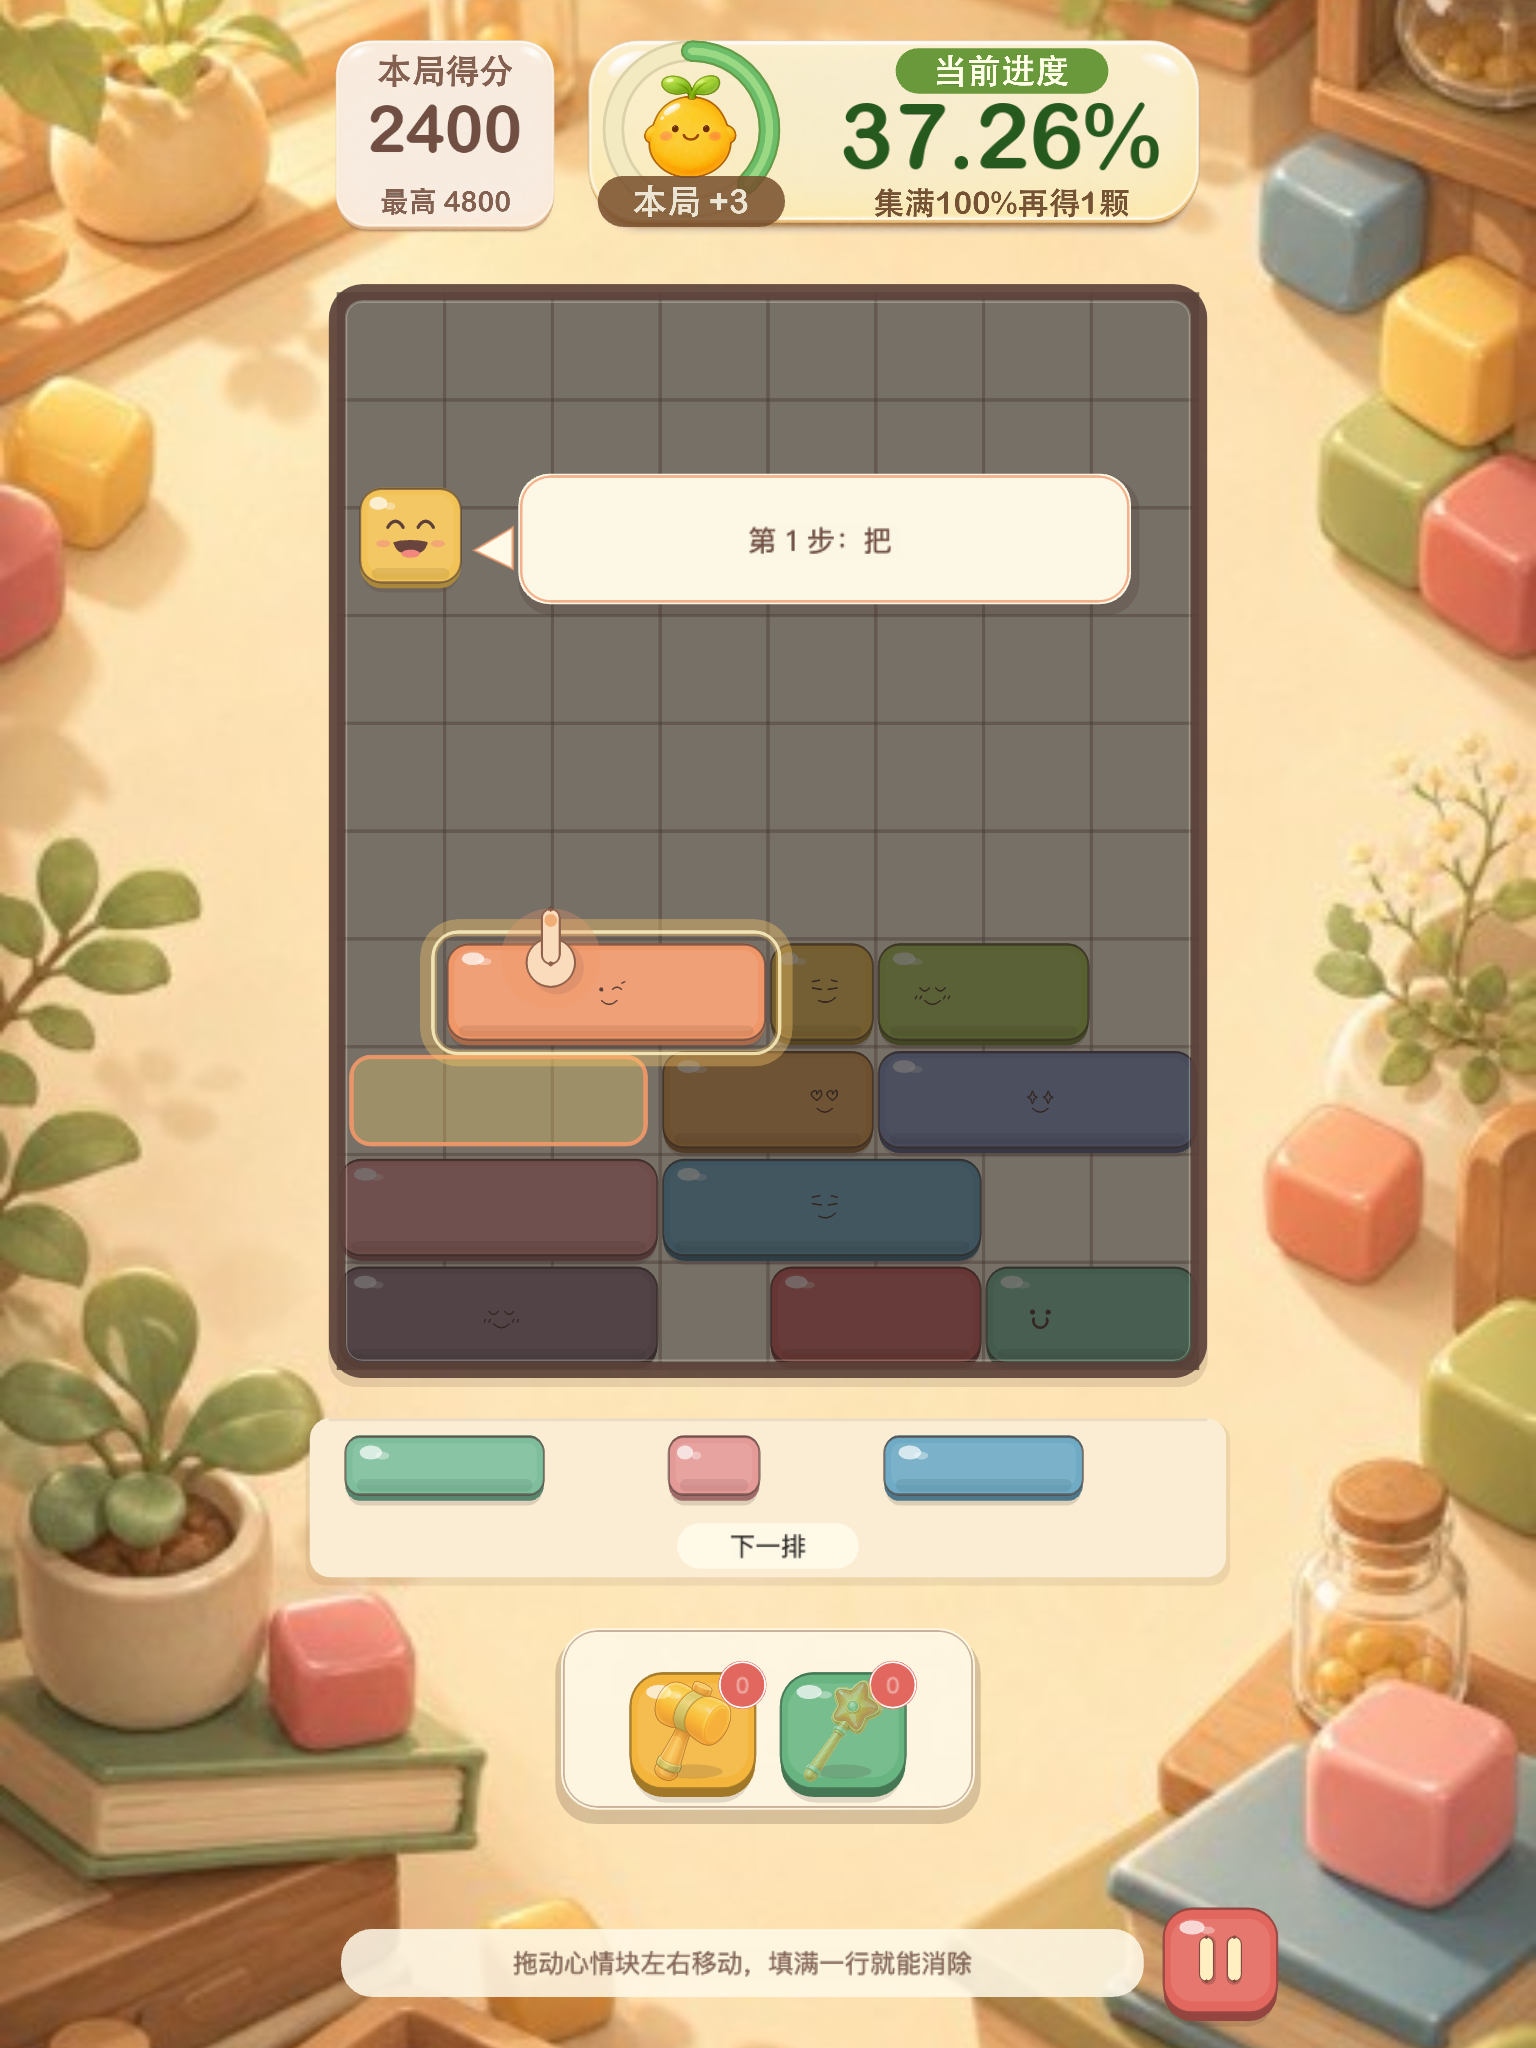 本局得分
2400
最高 4800
本局 +3
当前进度
37.26%
集满100%再得1颗
第 1 步：把
下一排
0
0
拖动心情块左右移动，填满一行就能消除